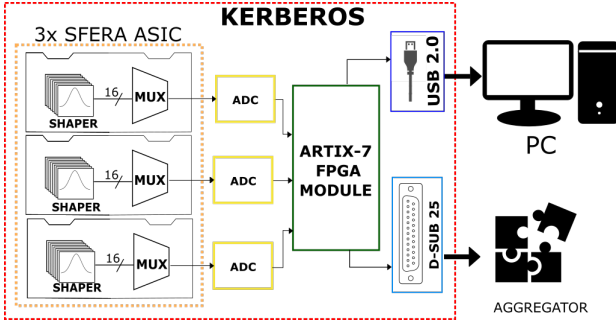 KERBEROS
3x SFERA ASIC
16
MUX
SHAPER
ADC
16
MUX
SHAPER
ADC
16
MUX
SHAPER
ADC
ARTIX-7
FPGA
MODULE
USB 2.0
D-SUB 25
PC
AGGREGATOR